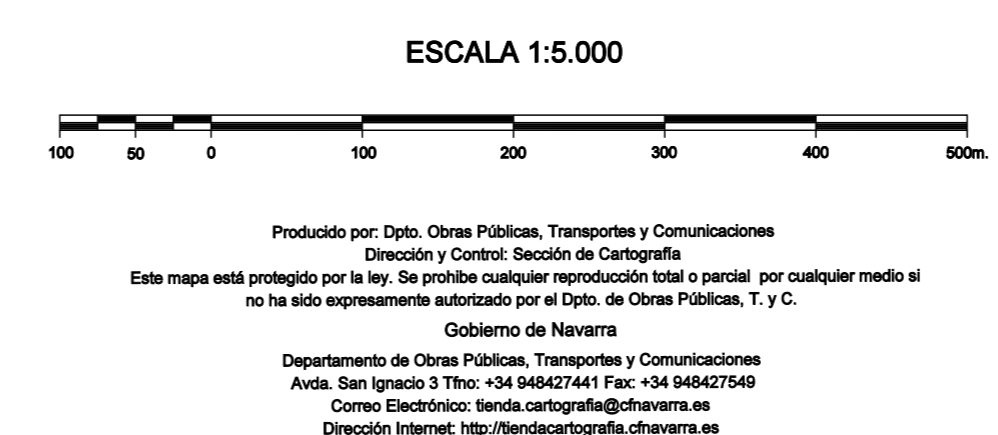 ESCALA 1:5.000
100 50 0 100 200 300 400 500m.
Producido por: Dpto. Obras Públicas, Transportes y Comunicaciones
Dirección y Control: Sección de Cartografía
Este mapa está protegido por la ley. Se prohibe cualquier reproducción total o parcial por cualquier medio si
no ha sido expresamente autorizado por el Dpto. de Obras Públicas, T. y C.
Gobierno de Navarra
Departamento de Obras Públicas, Transportes y Comunicaciones
Avda. San Ignacio 3 Tfno: +34 948427441 Fax: +34 948427549
Correo Electrónico: tienda.cartografia@cfnavarra.es
Dirección Internet: http://tiendacartografia.cfnavarra.es